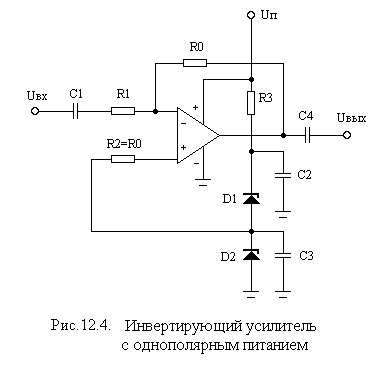 Uп
R0
Uвх
C1
R1
R3
C4
Uвых
+
−
R2=R0
+
−
C2
D1
D2
C3
Рис.12.4. Инвертирующий усилитель
с однополярным питанием